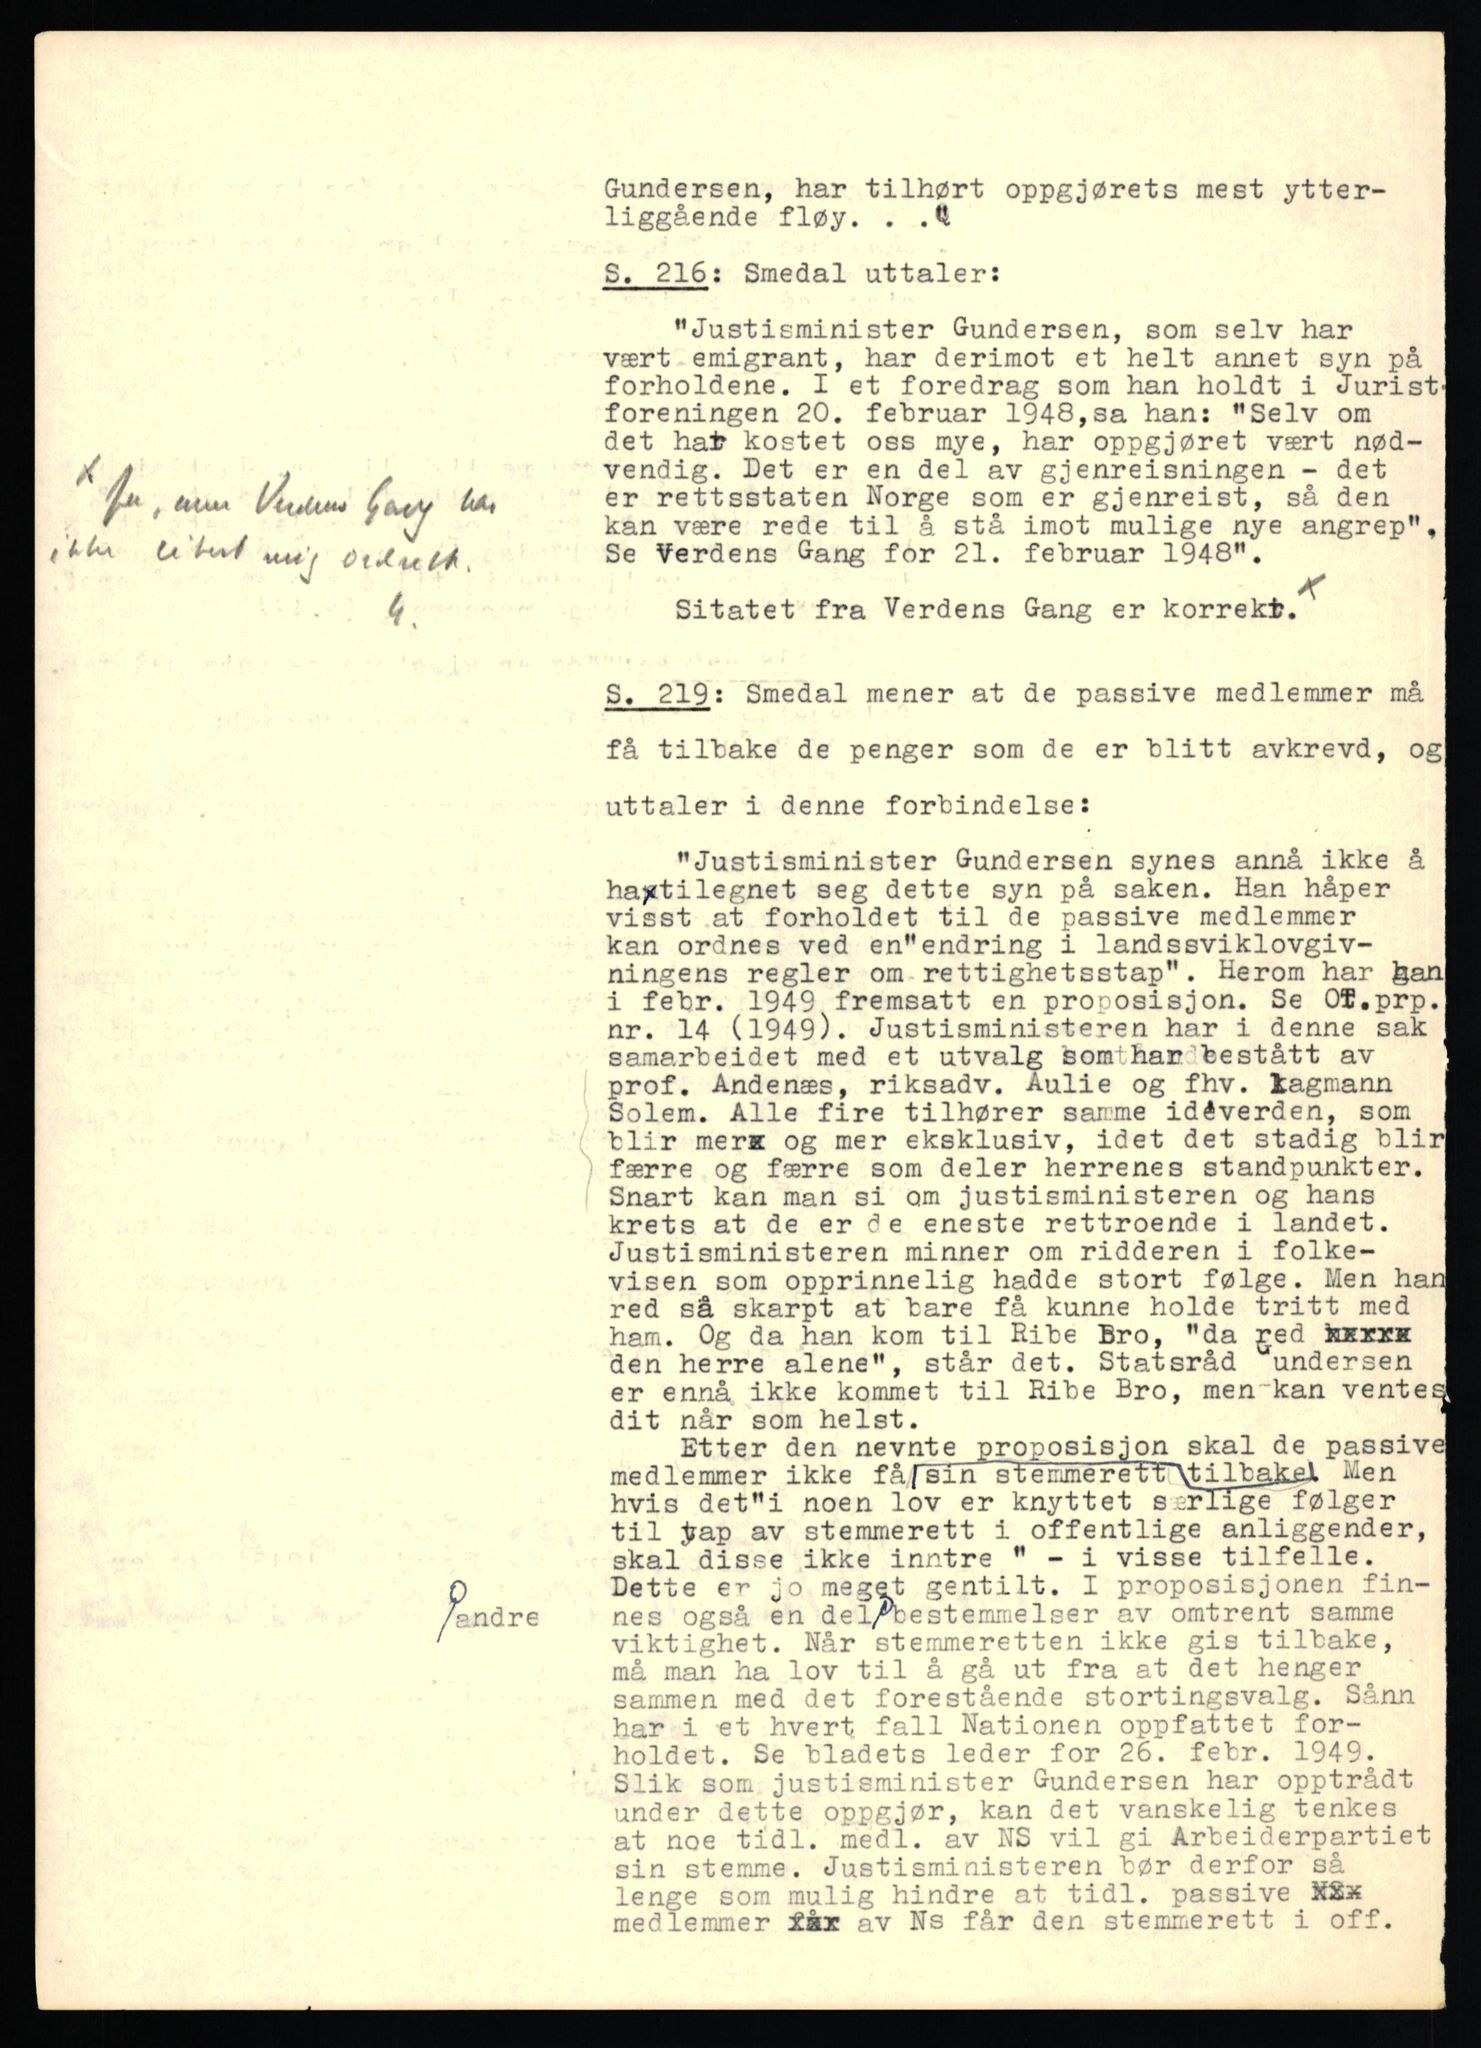 Gundersen, har tilhørt oppgjørets mest ytter-
liggående fløy. . ."
S. 216: Smedal uttaler:
"Justisminister Gundersen, som selv har
vært emigrant, har derimot et helt annet syn på
forholdene. I et foredrag som han holdt i Jurist-
foreningen 20. februar 1948,sa han: "Selv om
det har kostet oss mye, har oppgjøret vært nød-
vendig. Det er en del av gjenreisningen - det
er rettsstaten Norge som er gjenreist, så den
kan være rede til å stå imot mulige nye angrep".
Se Verdens Gang for 21. februar 1948".
Sitatet fra Verdens Gang er korrekt. x
x Ja, men Verdens Gang har
ikke citert mig ordrett.
G.
S. 219: Smedal mener at de passive medlemmer må
få tilbake de penger som de er blitt avkrevd, og
uttaler i denne forbindelse:
"Justisminister Gundersen synes annå ikke å
ha tilegnet seg dette syn på saken. Han håper
visst at forholdet til de passive medlemmer
kan ordnes ved en"endring i landssviklovgiv-
ningens regler om rettighetsstap". Herom har han
i febr. 1949 fremsatt en proposisjon. Se Ot.prp.
nr. 14 (1949). Justisministeren har i denne sak
samarbeidet med et utvalg som har bestått av
prof. Andenæs, riksadv. Aulie og fhv. lagmann
Solem. Alle fire tilhører samme idéverden, som
blir mer og mer eksklusiv, idet det stadig blir
færre og færre som deler herrenes standpunkter.
Snart kan man si om justisministeren og hans
krets at de er de eneste rettroende i landet.
Justisministeren minner om ridderen i folke-
visen som opprinnelig hadde stort følge. Men han
red så skarpt at bare få kunne holde tritt med
ham. Og da han kom til Ribe Bro, "da red xxxxx
den herre alene", står det. Statsråd Gundersen
er ennå ikke kommet til Ribe Bro, men kan ventes
dit når som helst.
Etter den nevnte proposisjon skal de passive
medlemmer ikke få sin stemmerett tilbake. Men
hvis det"i noen lov er knyttet særlige følger
til tap av stemmerett i offentlige anliggender,
skal disse ikke inntre " - i visse tilfelle.
Dette er jo meget gentilt. I proposisjonen fin-
andre
nes også en del bestemmelser av omtrent samme
viktighet. Når stemmeretten ikke gis tilbake,
må man ha lov til å gå ut fra at det henger
sammen med det forestående stortingsvalg. Sånn
har i et hvert fall Nationen oppfattet for-
holdet. Se bladets leder for 26. febr. 1949.
Slik som justisminister Gundersen har opptrådt
under dette oppgjør, kan det vanskelig tenkes
at noe tidl. medl. av NS vil gi Arbeiderpartiet
sin stemme. Justisministeren bør derfor så
lenge som mulig hindre at tidl. passive
medlemmer av Ns får den stemmerett i off.